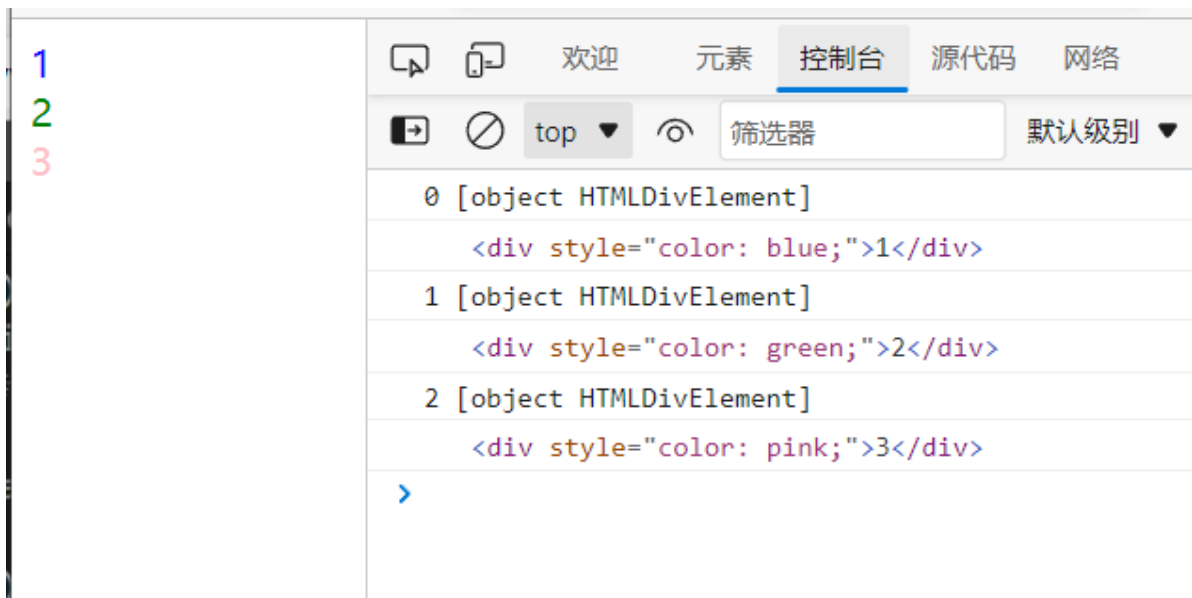 1
2
3
欢迎 元素 控制台 源代码 网络
top 筛选器 默认级别
0 [object HTMLDivElement]
<div style="color: blue;">1</div>
1 [object HTMLDivElement]
<div style="color: green;">2</div>
2 [object HTMLDivElement]
<div style="color: pink;">3</div>